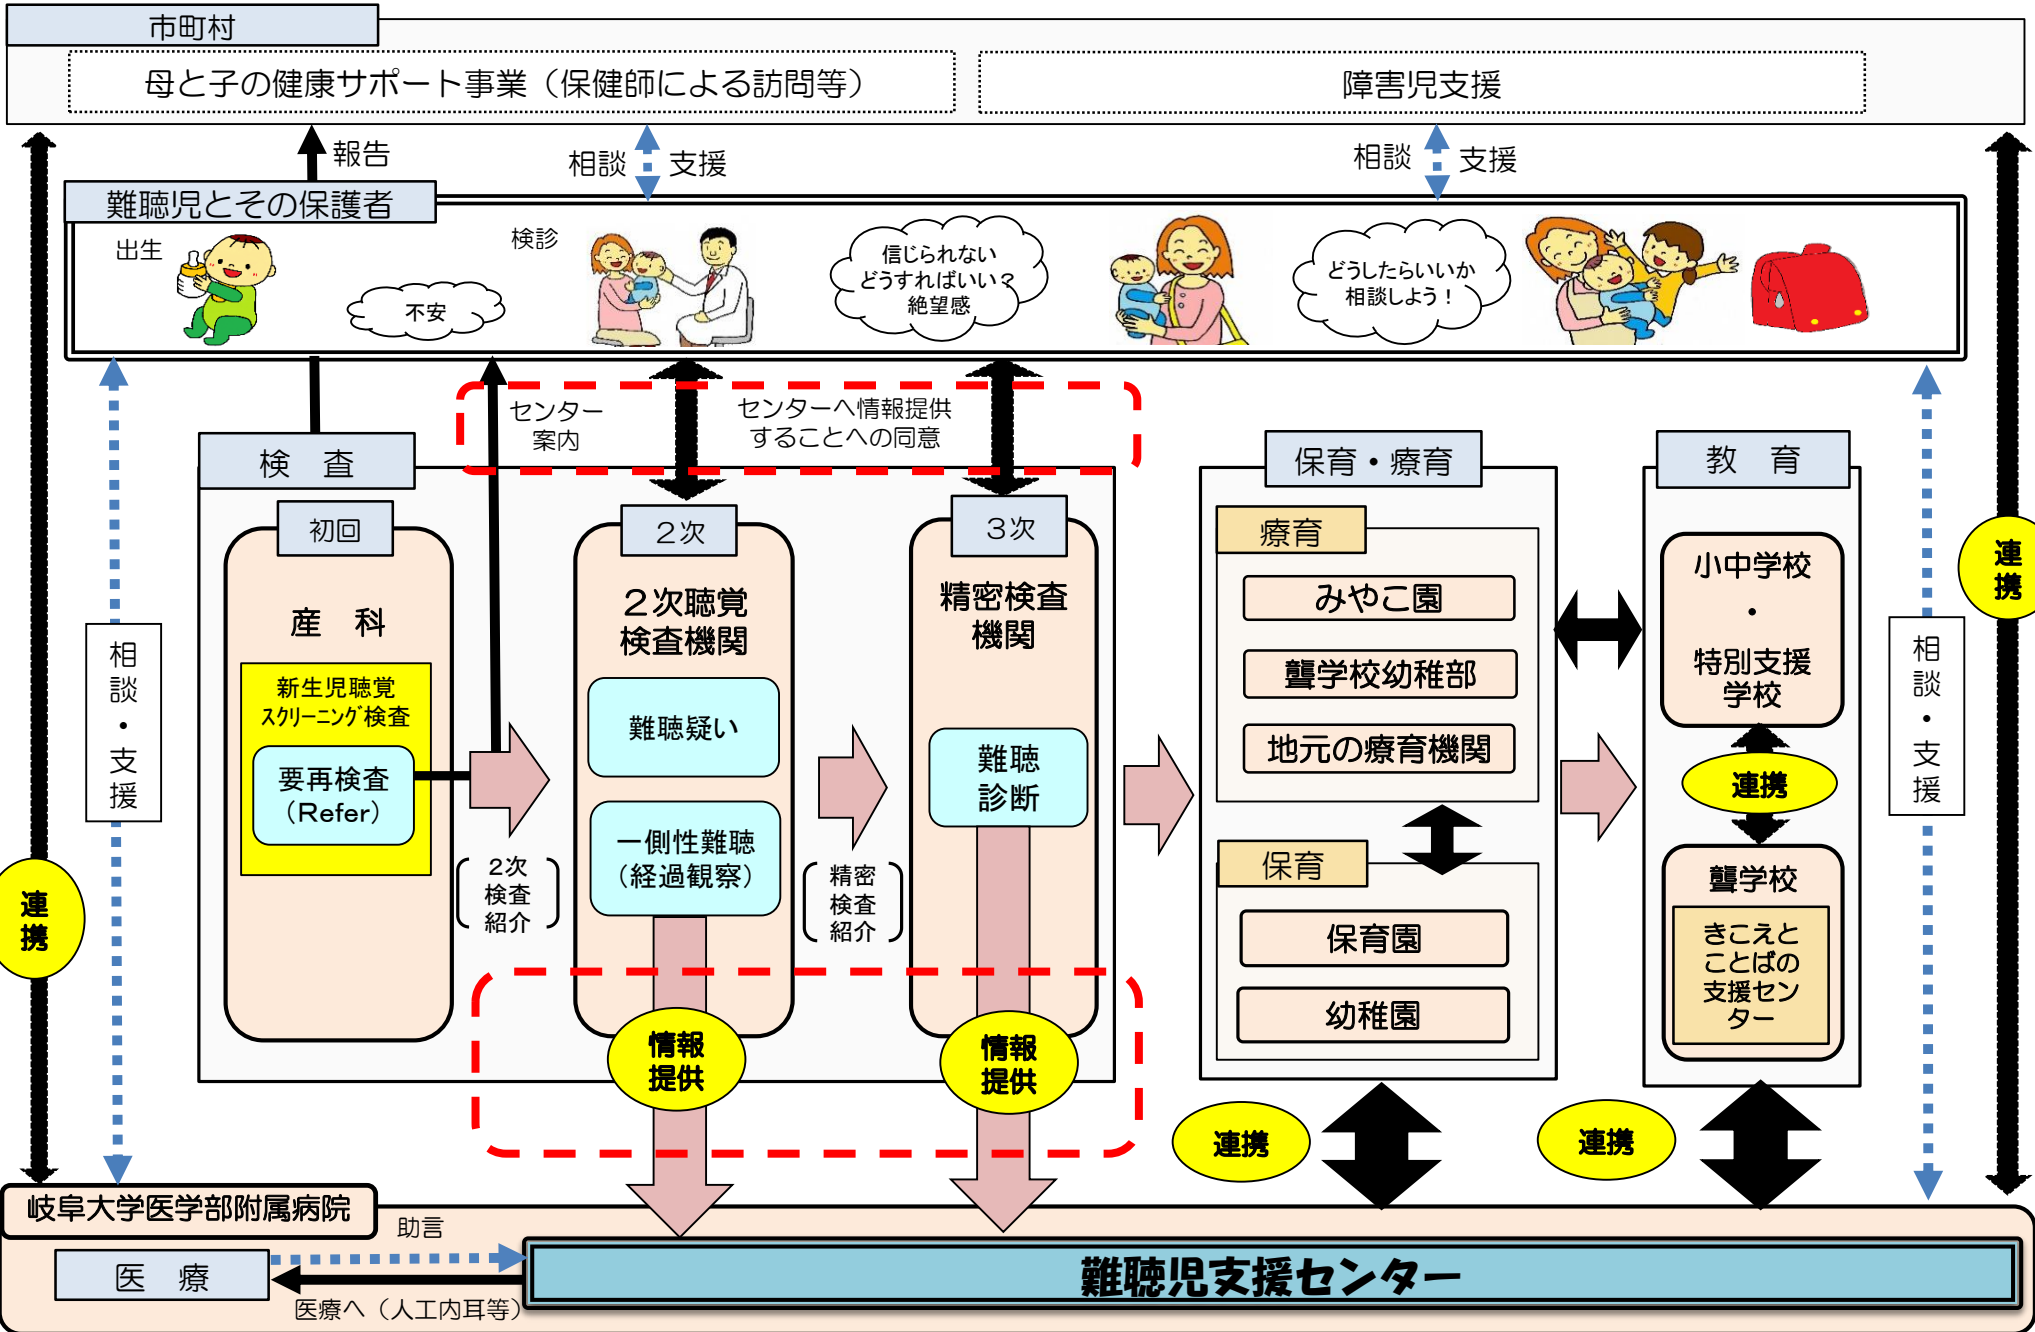 市町村
母と子の健康サポート事業（保健師による訪問等）
障害児支援
報告
相談
支援
相談
支援
難聴児とその保護者
出生
不安
検診
信じられない
どうすればいい？
絶望感
どうしたらいいか
相談しよう！
センター
案内
センターへ情報提供
することへの同意
検　査
初回
産　科
新生児聴覚
スクリーニング検査
要再検査
（Refer）
2次
検査
紹介
２次
２次聴覚
検査機関
難聴疑い
一側性難聴
（経過観察）
精密
検査
紹介
３次
精密検査
機関
難聴
診断
情報
提供
情報
提供
保育・療育
療育
みやこ園
聾学校幼稚部
地元の療育機関
保育
保育園
幼稚園
教　育
小中学校
・
特別支援
学校
連携
聾学校
きこえと
ことばの
支援セン
ター
相談・支援
相談・支援
連携
連携
連携
連携
岐阜大学医学部附属病院
助言
医　療
医療へ（人工内耳等）
難聴児支援センター